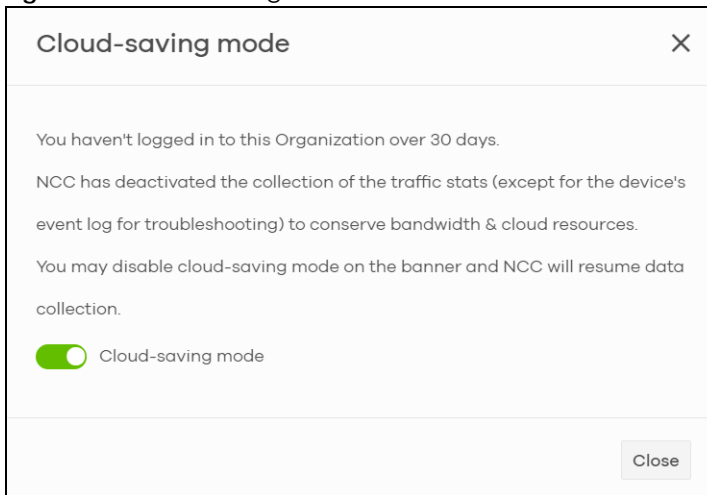 Cloud-saving mode
You haven't logged in to this Organization over 30 days.
NCC has deactivated the collection of the traffic stats (except for the device's
event log for troubleshooting) to conserve bandwidth & cloud resources.
You may disable cloud-saving mode on the banner and NCC will resume data
collection.
Cloud-saving mode
Close